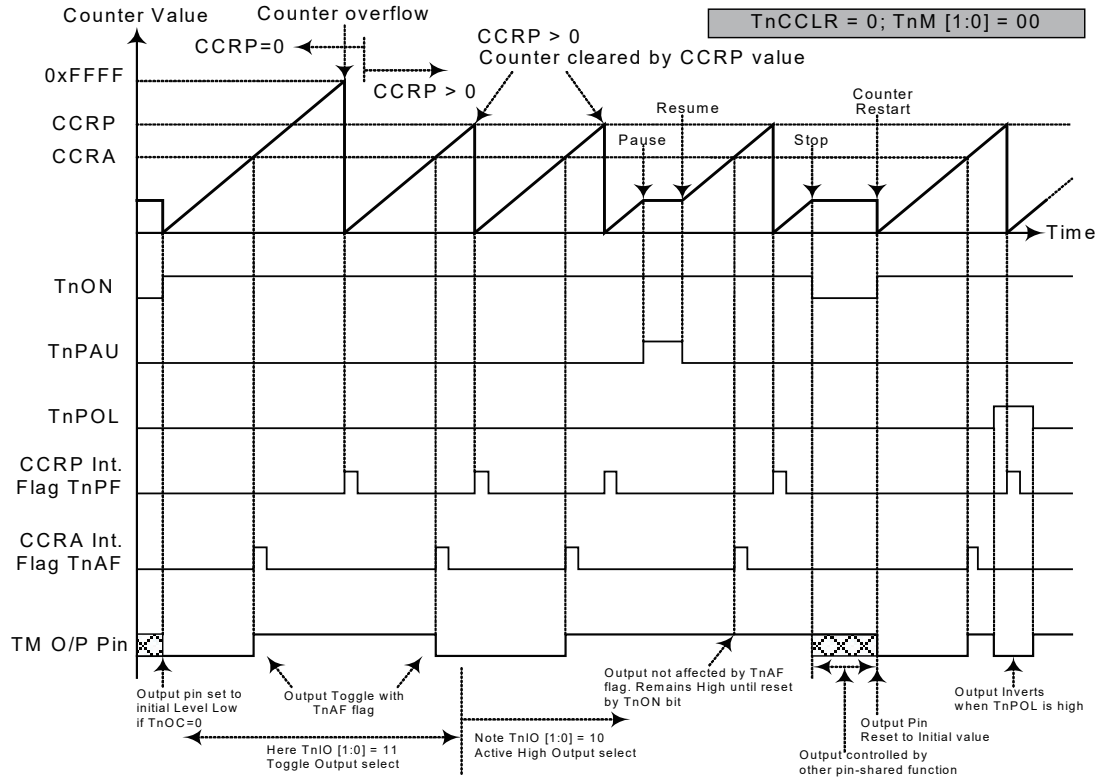 Counter Value
Counter overflow
TnCCLR = 0; TnM [1:0] = 00
CCRP=0
CCRP > 0
CCRP > 0
Counter cleared by CCRP value
0xFFFF
CCRP
CCRA
Pause
Resume
Stop
Counter
Restart
Time
TnON
TnPAU
TnPOL
CCRP Int.
Flag TnPF
CCRA Int.
Flag TnAF
TM O/P Pin
Output pin set to
initial Level Low
if TnOC=0
Output Toggle with
TnAF flag
Output not affected by TnAF
flag. Remains High until reset
by TnON bit
Output Inverts
when TnPOL is high
Output Pin
Reset to Initial value
Here TnIO [1:0] = 11
Toggle Output select
Note TnIO [1:0] = 10
Active High Output select
Output controlled by
other pin-shared function